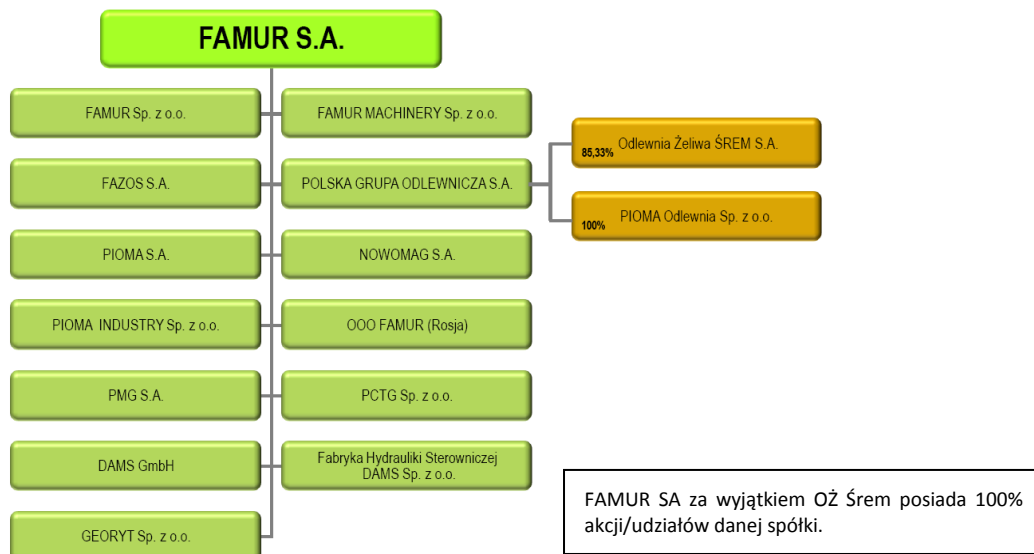 FAMUR S.A.
FAMUR Sp. z o.o.
FAMUR MACHINERY Sp. z o.o.
85,33% Odlewnia Żeliwa ŚREM S.A.
FAZOS S.A.
POLSKA GRUPA ODLEWNICZA S.A.
100% PIOMA Odlewnia Sp. z o.o.
PIOMA S.A.
NOWOMAG S.A.
PIOMA INDUSTRY Sp. z o.o.
OOO FAMUR (Rosja)
PMG S.A.
PCTG Sp. z o.o.
DAMS GmbH
Fabryka Hydrauliki Sterowniczej
DAMS Sp. z o.o.
GEORYT Sp. z o.o.
FAMUR SA za wyjątkiem OŻ Śrem posiada 100%
akcji/udziałów danej spółki.